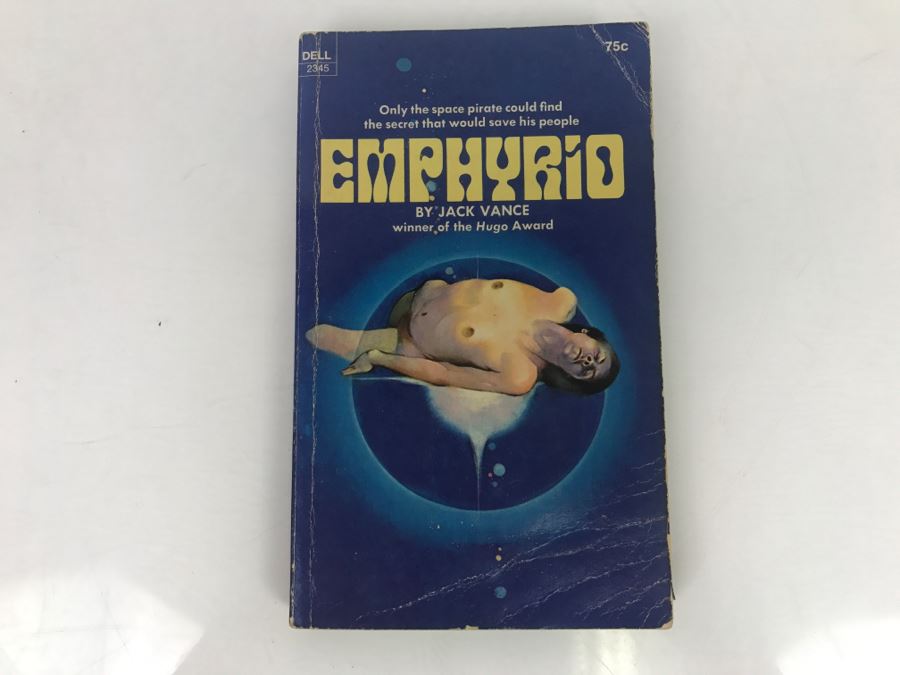 DELL
2345
75c
Only the space pirate could find
the secret that would save his people
EMPHYRiO
BY JACK VANCE
winner of the Hugo Award